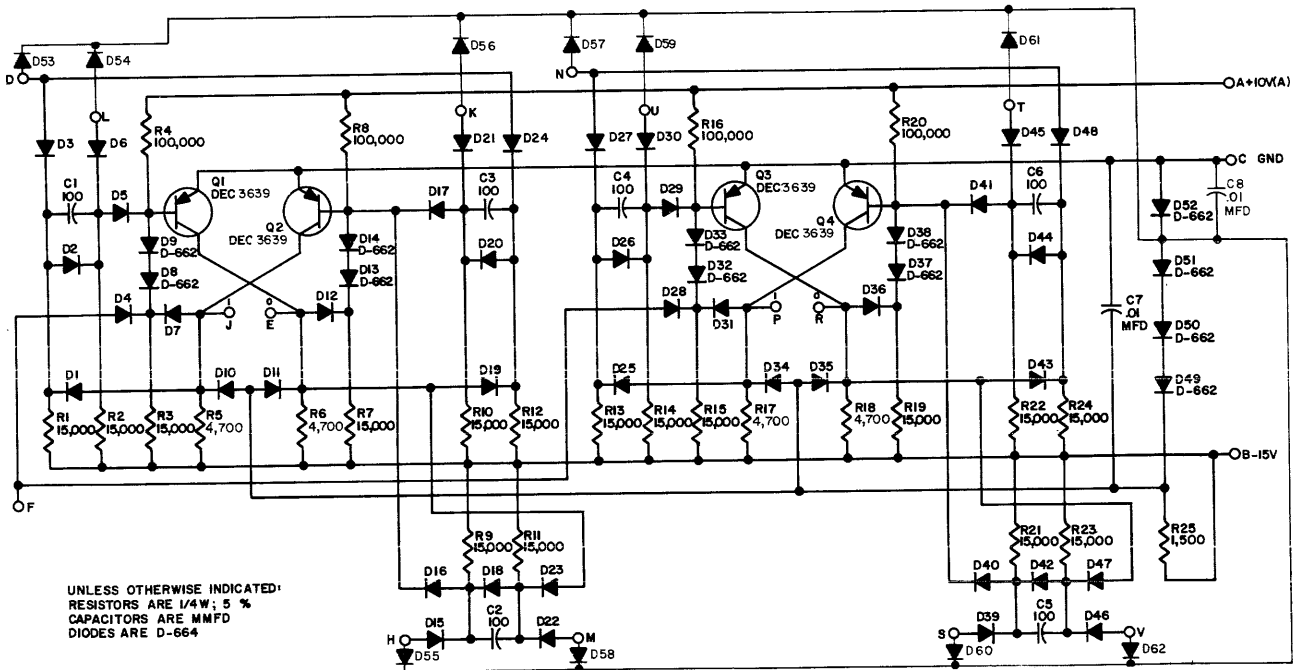 D53 D54 D56 D57 D59 D61
D N
A+10V(A)
L K U T
R4 100,000
R8 100,000
R16 100,000
R20 100,000
D3 D6 D21 D24 D27 D30 D45 D48
C GND
Q1 DEC 3639
Q2 DEC 3639
Q3 DEC 3639
Q4 DEC 3639
C1 100
D5
D17
C3 100
C4 100
D29
D41
C6 100
C8 .01 MFD
D52 D-662
D9 D-662
D8 D-662
D14 D-662
D13 D-662
D33 D-662
D32 D-662
D38 D-662
D37 D-662
D2 D20 D26 D44
D51 D-662
D50 D-662
D49 D-662
C7 .01 MFD
D4 D7 D12 D28 D31 D36
1 J
0 E
1 P
0 R
D1 D10 D11 D19 D25 D34 D35 D43
R1 15,000
R2 15,000
R3 15,000
R5 4,700
R6 4,700
R7 15,000
R10 15,000
R12 15,000
R13 15,000
R14 15,000
R15 15,000
R17 4,700
R18 4,700
R19 15,000
R22 15,000
R24 15,000
B-15V
F
R9 15,000
R11 15,000
R21 15,000
R23 15,000
R25 1,500
D16 D18 D23 D40 D42 D47
UNLESS OTHERWISE INDICATED:
RESISTORS ARE 1/4W; 5 %
CAPACITORS ARE MMFD
DIODES ARE D-664
H D15
C2 100
D22 M
S D39
C5 100
D46 V
D55 D58 D60 D62